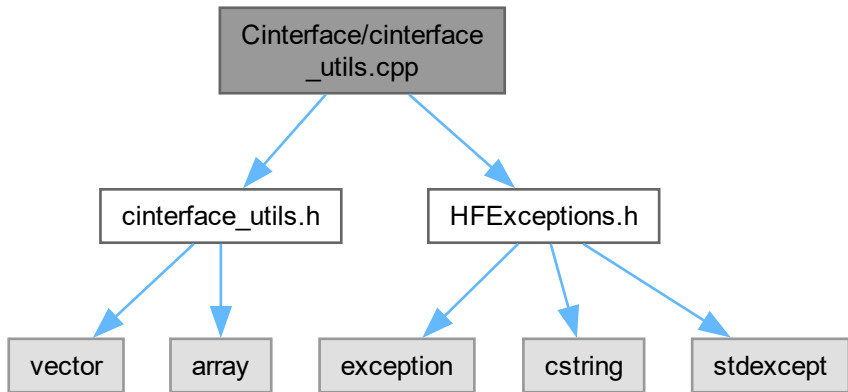 Cinterface/cinterface
_utils.cpp
cinterface_utils.h
HFExceptions.h
vector
array
exception
cstring
stdexcept